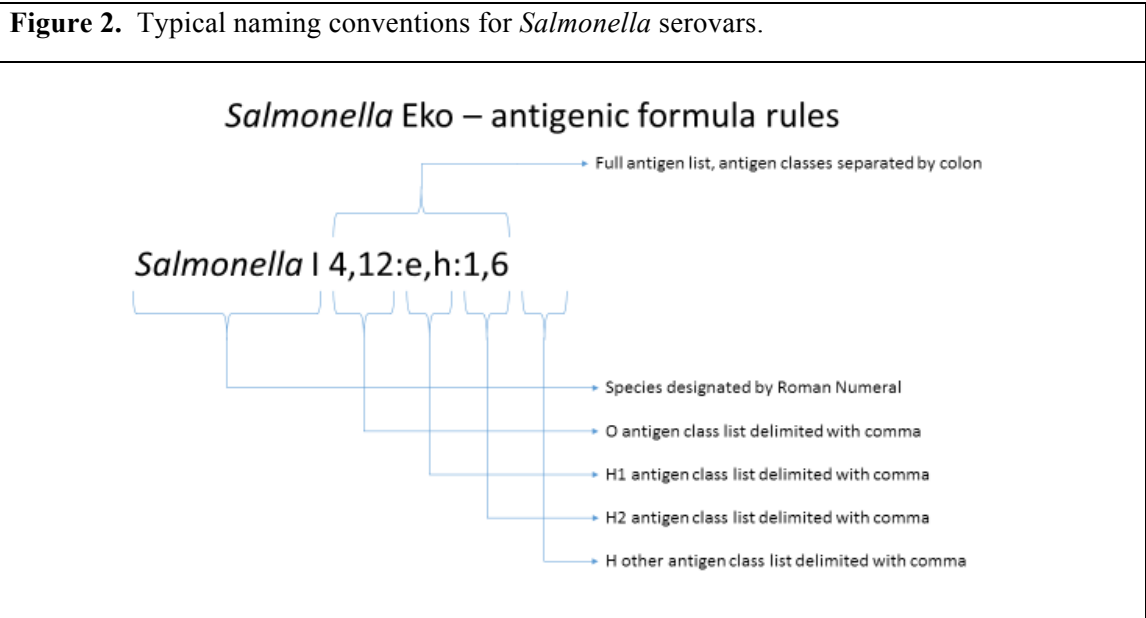 Figure 2. Typical naming conventions for Salmonella serovars.
Salmonella Eko – antigenic formula rules
Full antigen list, antigen classes separated by colon
Salmonella I 4,12:e,h:1,6
Species designated by Roman Numeral
O antigen class list delimited with comma
H1 antigen class list delimited with comma
H2 antigen class list delimited with comma
H other antigen class list delimited with comma